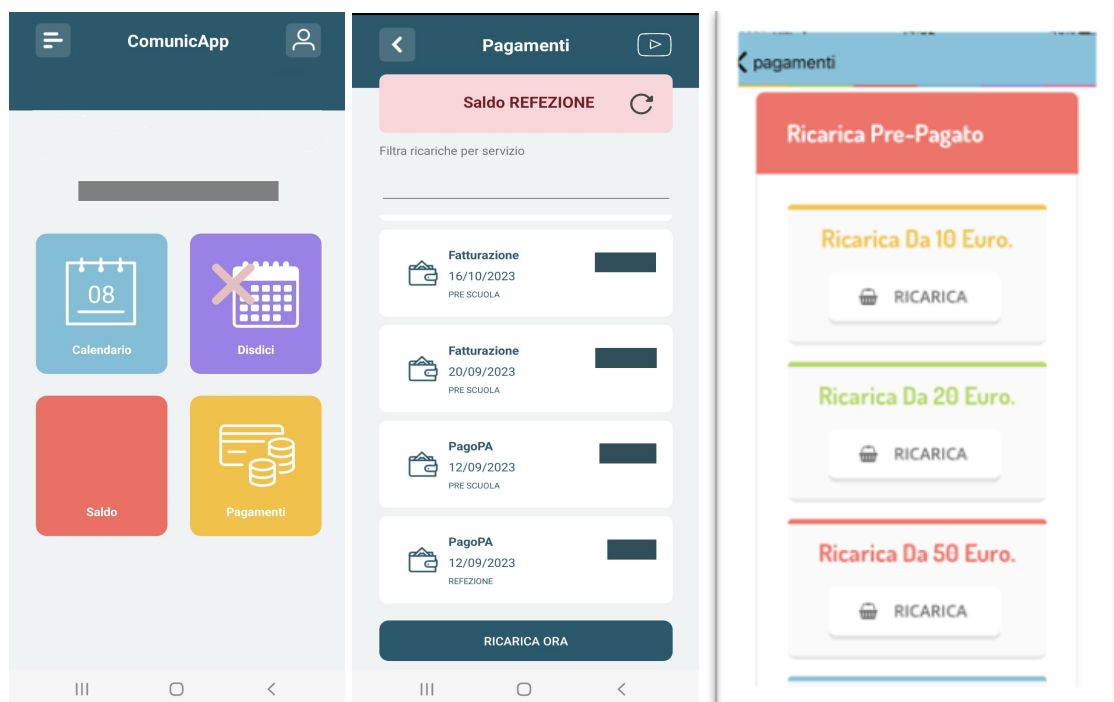 ComunicApp
08
Calendario
Disdici
Saldo
Pagamenti
Pagamenti
Saldo REFEZIONE
Filtra ricariche per servizio
Fatturazione
16/10/2023
PRE SCUOLA
Fatturazione
20/09/2023
PRE SCUOLA
PagoPA
12/09/2023
PRE SCUOLA
PagoPA
12/09/2023
REFEZIONE
RICARICA ORA
pagamenti
Ricarica Pre-Pagato
Ricarica Da 10 Euro.
RICARICA
Ricarica Da 20 Euro.
RICARICA
Ricarica Da 50 Euro.
RICARICA